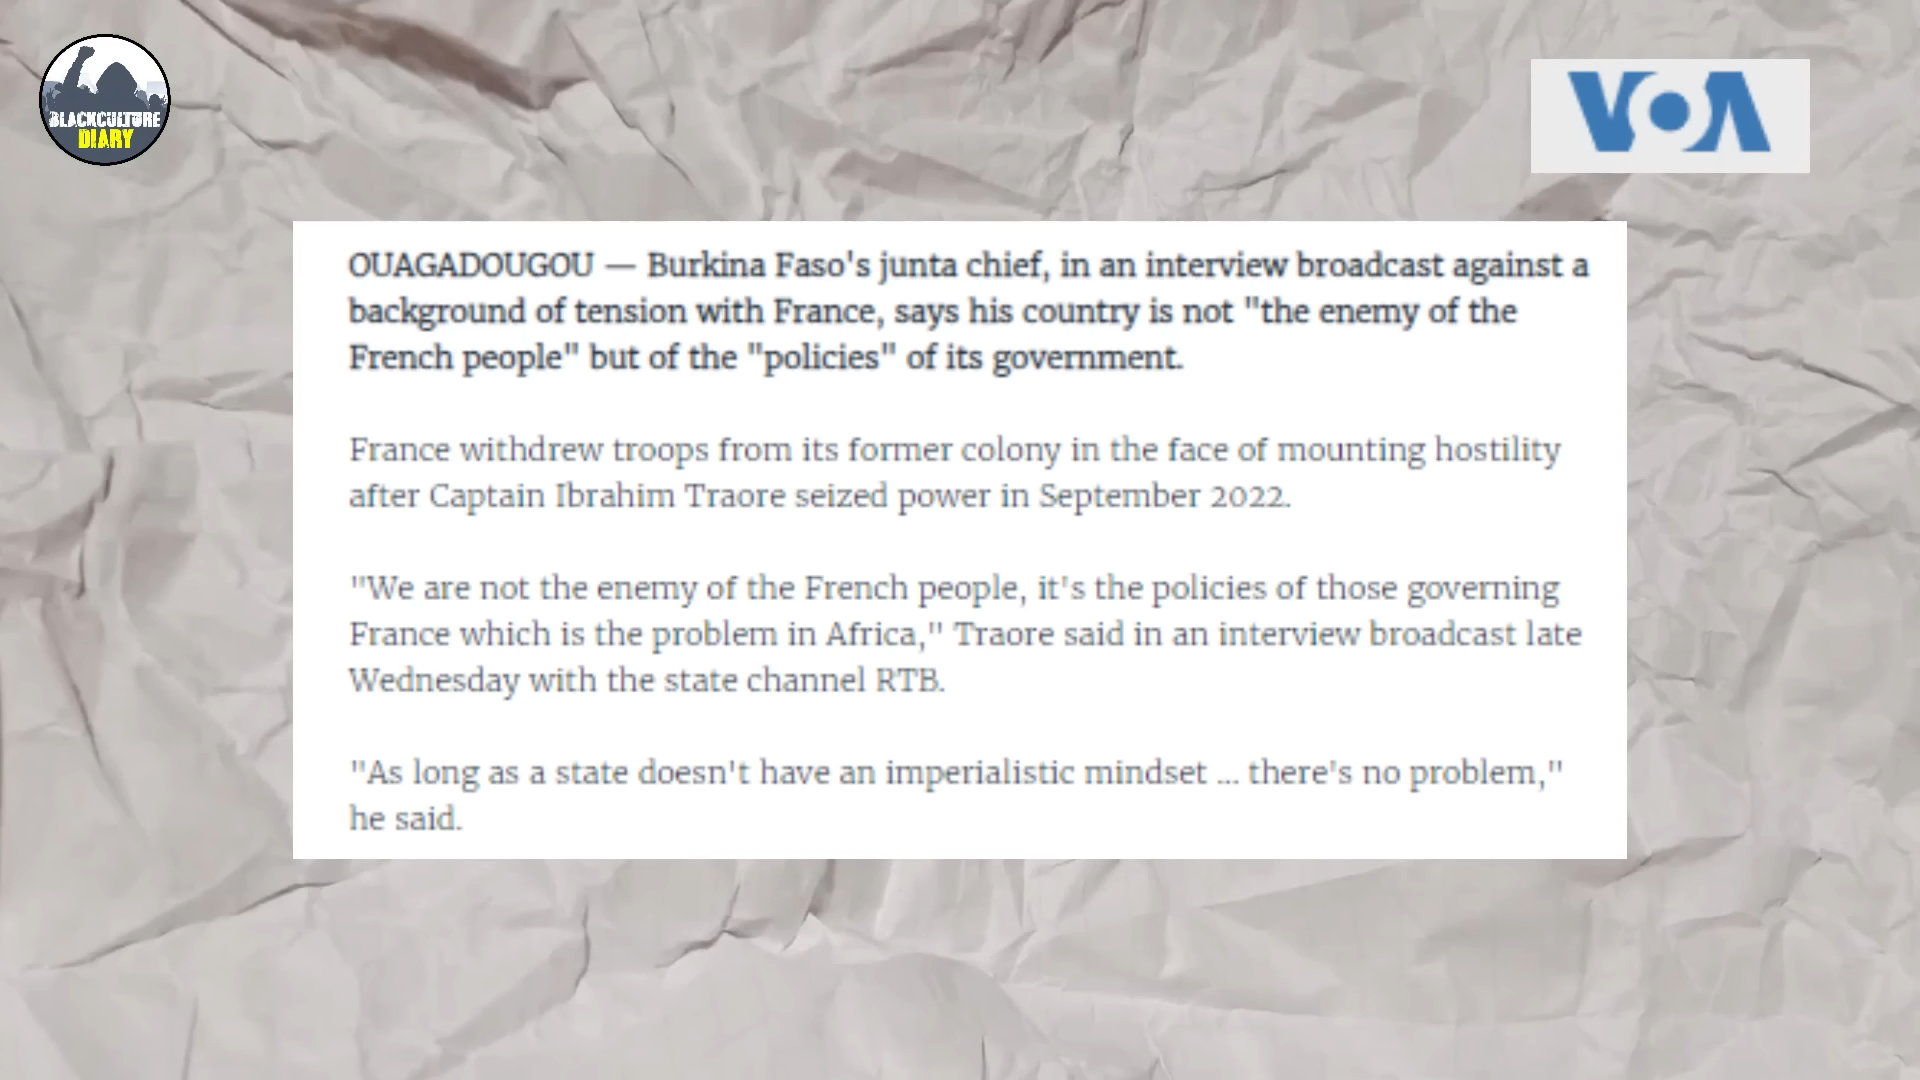 BLACKCULTURE
DIARY
VOA
OUAGADOUGOU — Burkina Faso's junta chief, in an interview broadcast against a
background of tension with France, says his country is not "the enemy of the
French people" but of the "policies" of its government.
France withdrew troops from its former colony in the face of mounting hostility
after Captain Ibrahim Traore seized power in September 2022.
"We are not the enemy of the French people, it's the policies of those governing
France which is the problem in Africa," Traore said in an interview broadcast late
Wednesday with the state channel RTB.
"As long as a state doesn't have an imperialistic mindset ... there's no problem,"
he said.